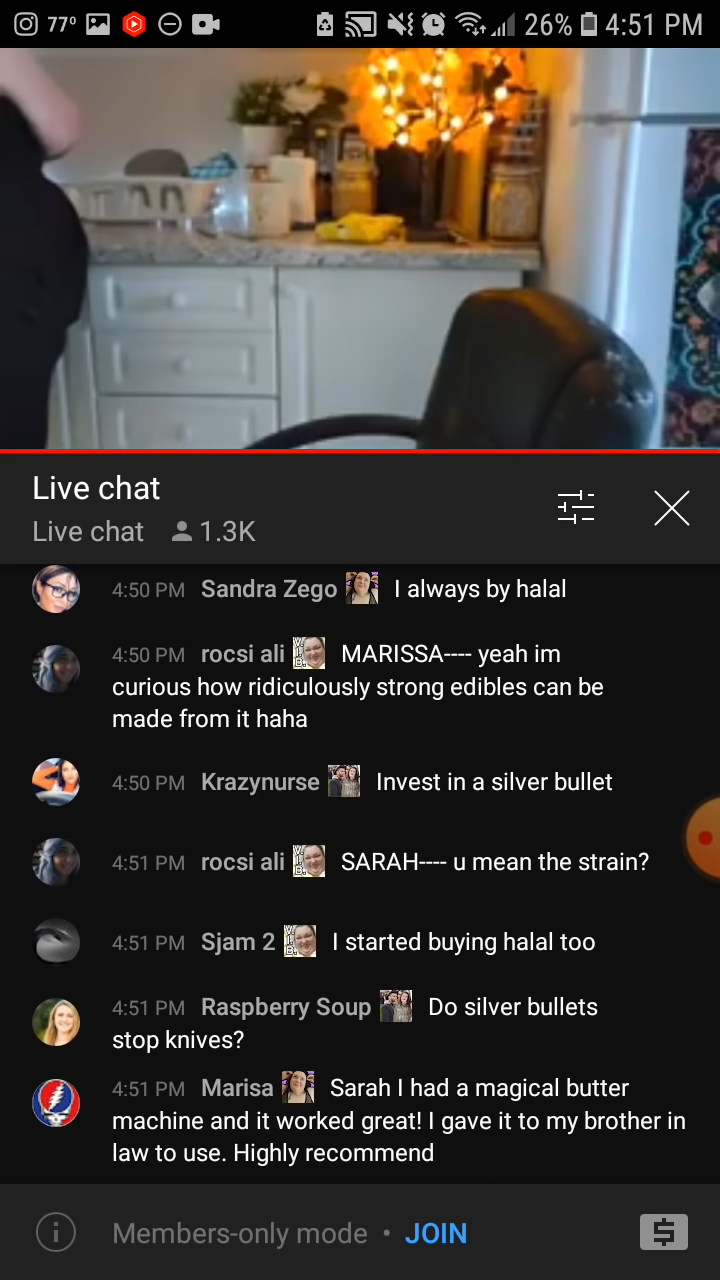 77° 26% 4:51 PM
Live chat
Live chat 1.3K
4:50 PM Sandra Zego I always by halal
4:50 PM rocsi ali MARISSA---- yeah im
curious how ridiculously strong edibles can be
made from it haha
4:50 PM Krazynurse Invest in a silver bullet
4:51 PM rocsi ali SARAH---- u mean the strain?
4:51 PM Sjam 2 I started buying halal too
4:51 PM Raspberry Soup Do silver bullets
stop knives?
4:51 PM Marisa Sarah I had a magical butter
machine and it worked great! I gave it to my brother in
law to use. Highly recommend
Members-only mode • JOIN